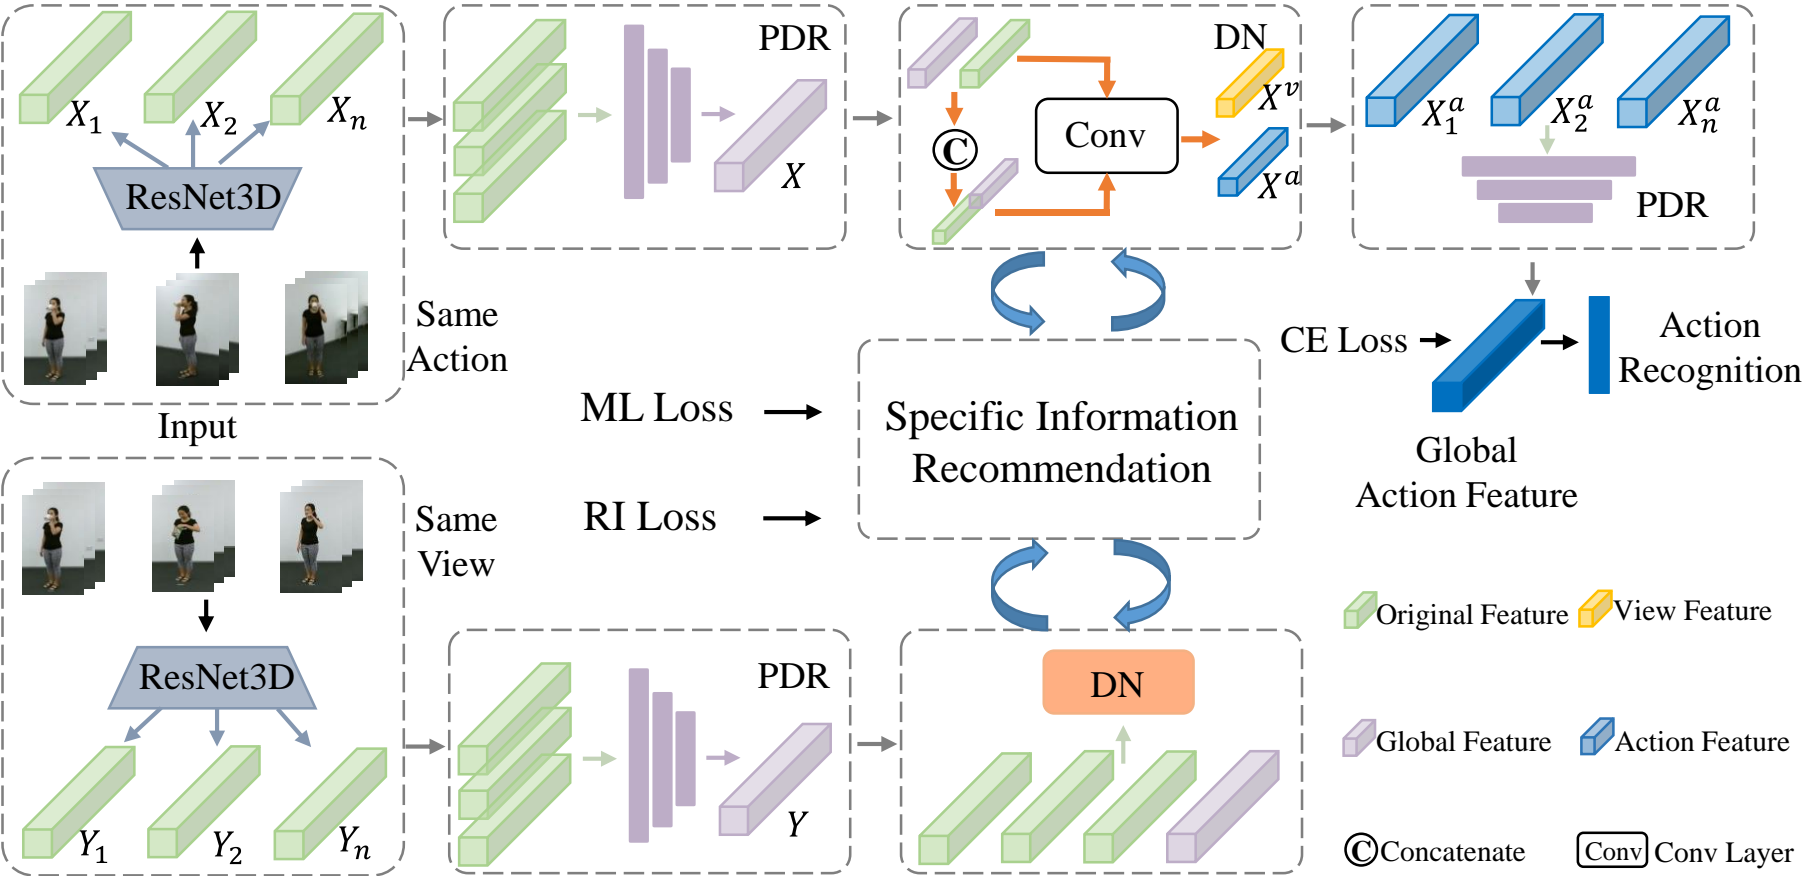 X₁
X₂
Xₙ
ResNet3D
Same
Action
Input
PDR
X
DN
C
Conv
Xᵛ
Xᵃ
X₁ᵃ
X₂ᵃ
Xₙᵃ
PDR
CE Loss
Action
Recognition
Global
Action Feature
ML Loss
RI Loss
Specific Information
Recommendation
Same
View
ResNet3D
Y₁
Y₂
Yₙ
PDR
Y
DN
Original Feature
View Feature
Global Feature
Action Feature
C Concatenate
Conv Conv Layer